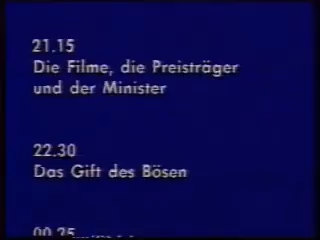 21.15
Die Filme, die Preisträger
und der Minister
22.30
Das Gift des Bösen
00.25